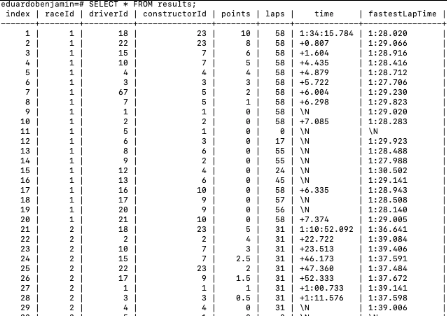 eduardobenjamin=# SELECT * FROM results;
index | raceId | driverId | constructorId | points | laps | time | fastestLapTime |
1 | 1 | 18 | 23 | 10 | 58 | 1:34:15.784 | 1:28.020
2 | 1 | 22 | 23 | 8 | 58 | +0.807 | 1:29.066
3 | 1 | 15 | 7 | 6 | 58 | +1.604 | 1:28.916
4 | 1 | 10 | 7 | 5 | 58 | +4.435 | 1:28.416
5 | 1 | 4 | 4 | 4 | 58 | +4.879 | 1:28.712
6 | 1 | 3 | 3 | 3 | 58 | +5.722 | 1:27.706
7 | 1 | 67 | 5 | 2 | 58 | +6.004 | 1:29.230
8 | 1 | 7 | 5 | 1 | 58 | +6.298 | 1:29.823
9 | 1 | 1 | 1 | 0 | 58 | \N | 1:29.020
10 | 1 | 2 | 2 | 0 | 58 | +7.085 | 1:28.283
11 | 1 | 5 | 1 | 0 | 0 | \N | \N
12 | 1 | 6 | 3 | 0 | 17 | \N | 1:29.923
13 | 1 | 8 | 6 | 0 | 55 | \N | 1:28.488
14 | 1 | 9 | 2 | 0 | 55 | \N | 1:27.988
15 | 1 | 12 | 4 | 0 | 24 | \N | 1:30.502
16 | 1 | 13 | 6 | 0 | 45 | \N | 1:29.141
17 | 1 | 16 | 10 | 0 | 58 | +6.335 | 1:28.943
18 | 1 | 17 | 9 | 0 | 57 | \N | 1:28.508
19 | 1 | 20 | 9 | 0 | 56 | \N | 1:28.140
20 | 1 | 21 | 10 | 0 | 58 | +7.374 | 1:29.005
21 | 2 | 18 | 23 | 5 | 31 | 1:10:52.092 | 1:36.641
22 | 2 | 2 | 2 | 4 | 31 | +22.722 | 1:39.084
23 | 2 | 10 | 7 | 3 | 31 | +23.513 | 1:39.406
24 | 2 | 15 | 7 | 2.5 | 31 | +46.173 | 1:37.591
25 | 2 | 22 | 23 | 2 | 31 | +47.360 | 1:37.484
26 | 2 | 17 | 9 | 1.5 | 31 | +52.333 | 1:37.672
27 | 2 | 1 | 1 | 1 | 31 | +1:00.733 | 1:39.141
28 | 2 | 3 | 3 | 0.5 | 31 | +1:11.576 | 1:37.598
29 | 2 | 4 | 4 | 0 | 31 | \N | 1:39.006